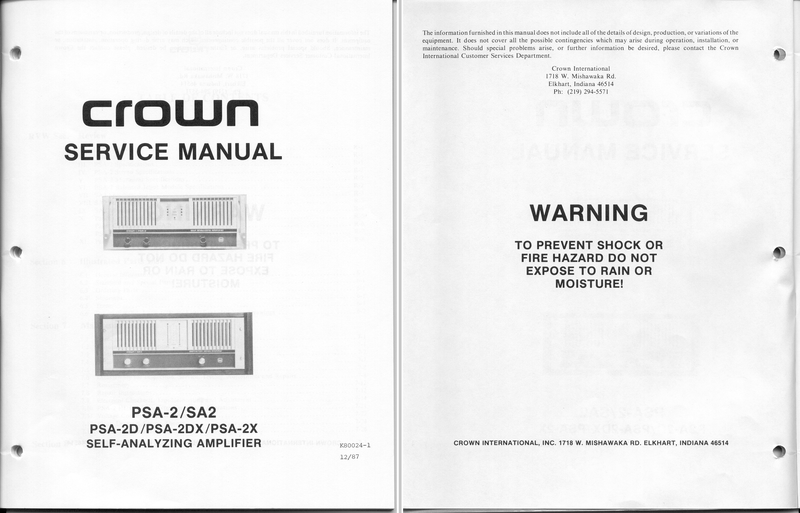 crown
SERVICE MANUAL
PSA-2/SA2
PSA-2D/PSA-2DX/PSA-2X
SELF-ANALYZING AMPLIFIER
K80024-1
12/87
The information furnished in this manual does not include all of the details of design, production, or variations of the
equipment. It does not cover all the possible contingencies which may arise during operation, installation, or
maintenance. Should special problems arise, or further information be desired, please contact the Crown
International Customer Services Department.
Crown International
1718 W. Mishawaka Rd.
Elkhart, Indiana 46514
Ph: (219) 294-5571
WARNING
TO PREVENT SHOCK OR
FIRE HAZARD DO NOT
EXPOSE TO RAIN OR
MOISTURE!
CROWN INTERNATIONAL, INC. 1718 W. MISHAWAKA RD. ELKHART, INDIANA 46514